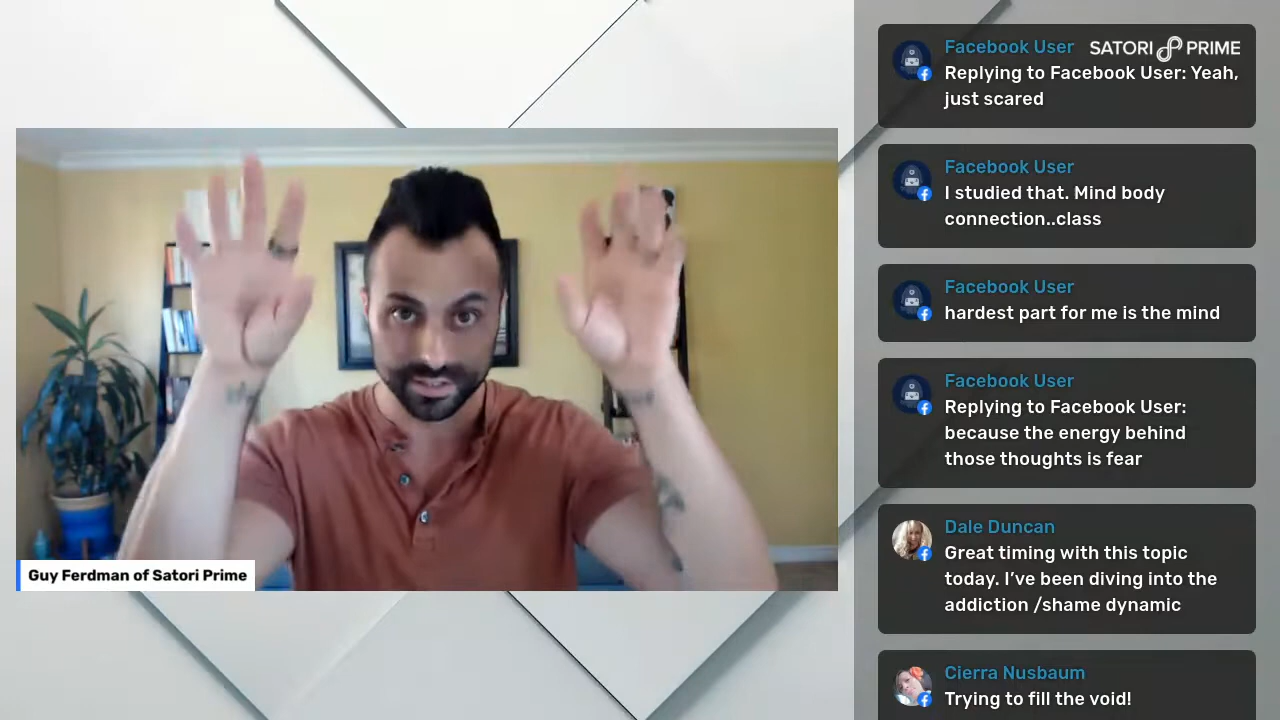 Facebook User
SATORI PRIME
Replying to Facebook User: Yeah,
just scared
Facebook User
I studied that. Mind body
connection..class
Facebook User
hardest part for me is the mind
Facebook User
Replying to Facebook User:
because the energy behind
those thoughts is fear
Dale Duncan
Great timing with this topic
today. I’ve been diving into the
addiction /shame dynamic
Cierra Nusbaum
Trying to fill the void!
Guy Ferdman of Satori Prime